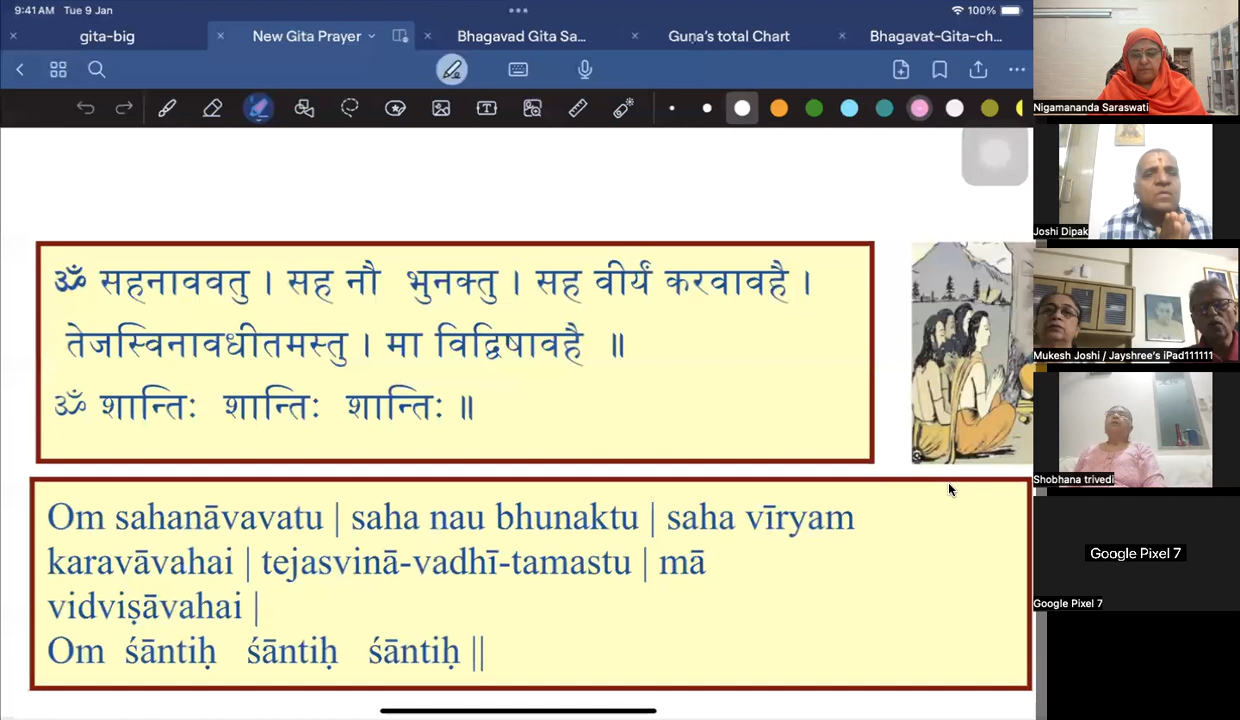 9:41 AM Tue 9 Jan
100%
gita-big
New Gita Prayer
Bhagavad Gita Sa...
Guṇa's total Chart
Bhagavat-Gita-ch...
ॐ सहनाववतु । सह नौ भुनक्तु । सह वीर्यं करवावहै ।
तेजस्विनावधीतमस्तु । मा विद्विषावहै ॥
ॐ शान्तिः शान्तिः शान्तिः ॥
Om sahanāvavatu | saha nau bhunaktu | saha vīryam
karavāvahai | tejasvinā-vadhī-tamastu | mā
vidviṣāvahai |
Om śāntiḥ śāntiḥ śāntiḥ ||
Nigamananda Saraswati
Joshi Dipak
Mukesh Joshi / Jayshree's iPad111111
Shobhana trivedi
Google Pixel 7
Google Pixel 7